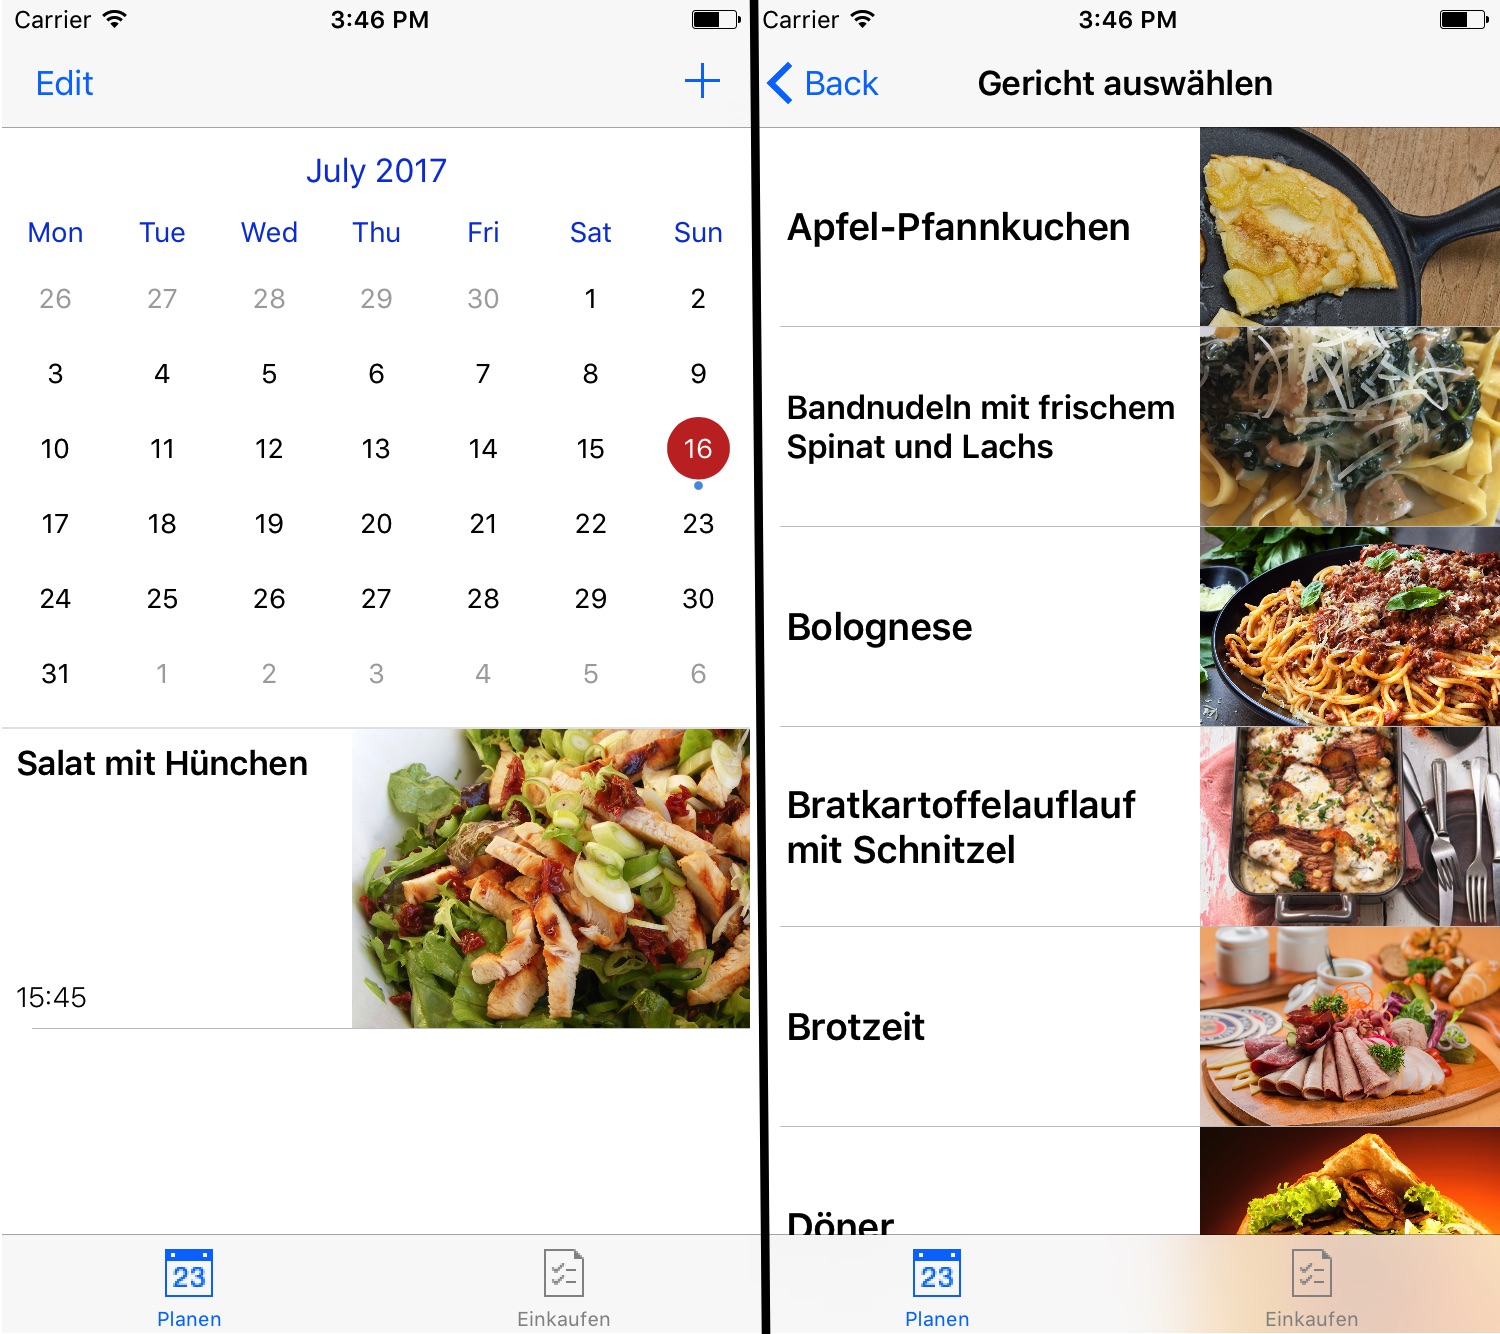 Carrier
3:46 PM
Edit
+
July 2017
Mon Tue Wed Thu Fri Sat Sun
26 27 28 29 30 1 2
3 4 5 6 7 8 9
10 11 12 13 14 15 16
17 18 19 20 21 22 23
24 25 26 27 28 29 30
31 1 2 3 4 5 6
Salat mit Hünchen
15:45
23
Planen
Einkaufen
Carrier
3:46 PM
Back
Gericht auswählen
Apfel-Pfannkuchen
Bandnudeln mit frischem
Spinat und Lachs
Bolognese
Bratkartoffelauflauf
mit Schnitzel
Brotzeit
Döner
23
Planen
Einkaufen